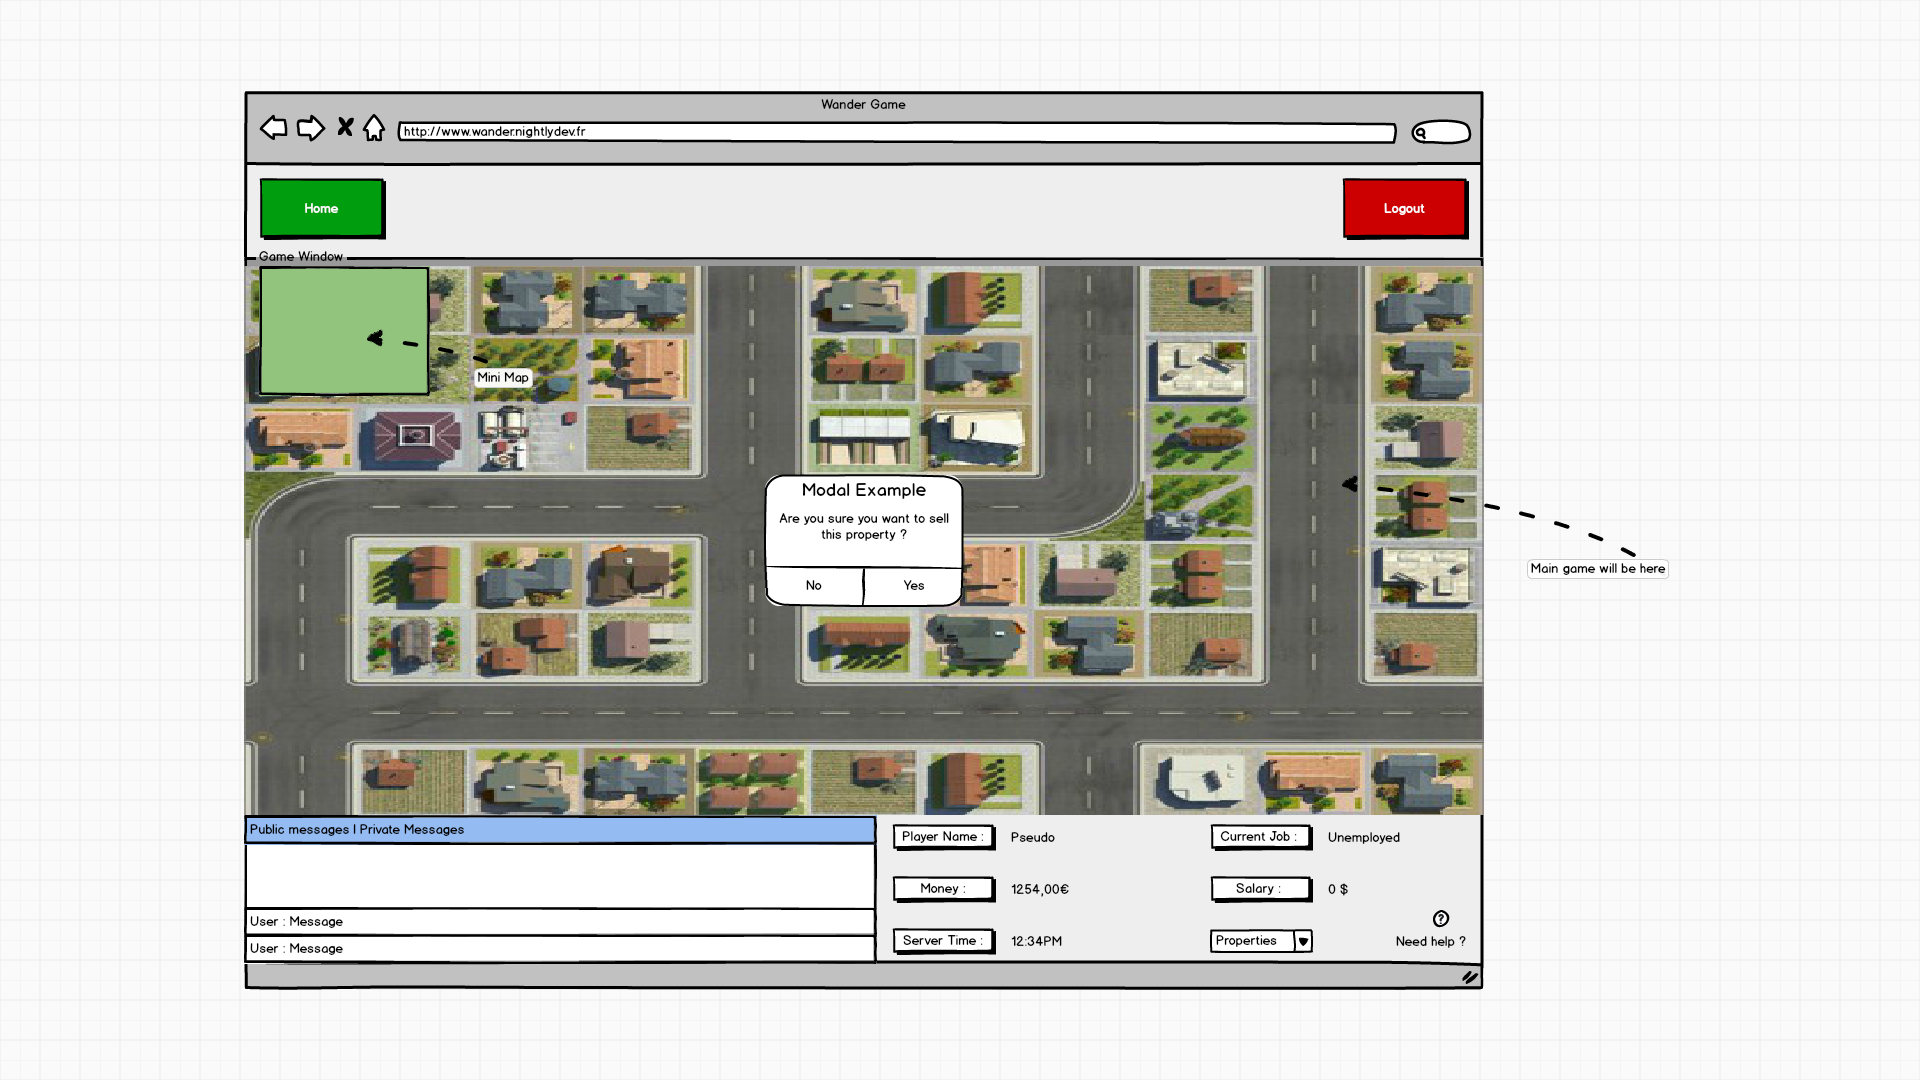 Wander Game
http://www.wander.nightlydev.fr
Home
Logout
Game Window
Mini Map
Modal Example
Are you sure you want to sell
this property ?
No
Yes
Main game will be here
Public messages | Private Messages
User : Message
User : Message
Player Name :
Pseudo
Current Job :
Unemployed
Money :
1254,00€
Salary :
0 $
Server Time :
12:34PM
Properties
?
Need help ?